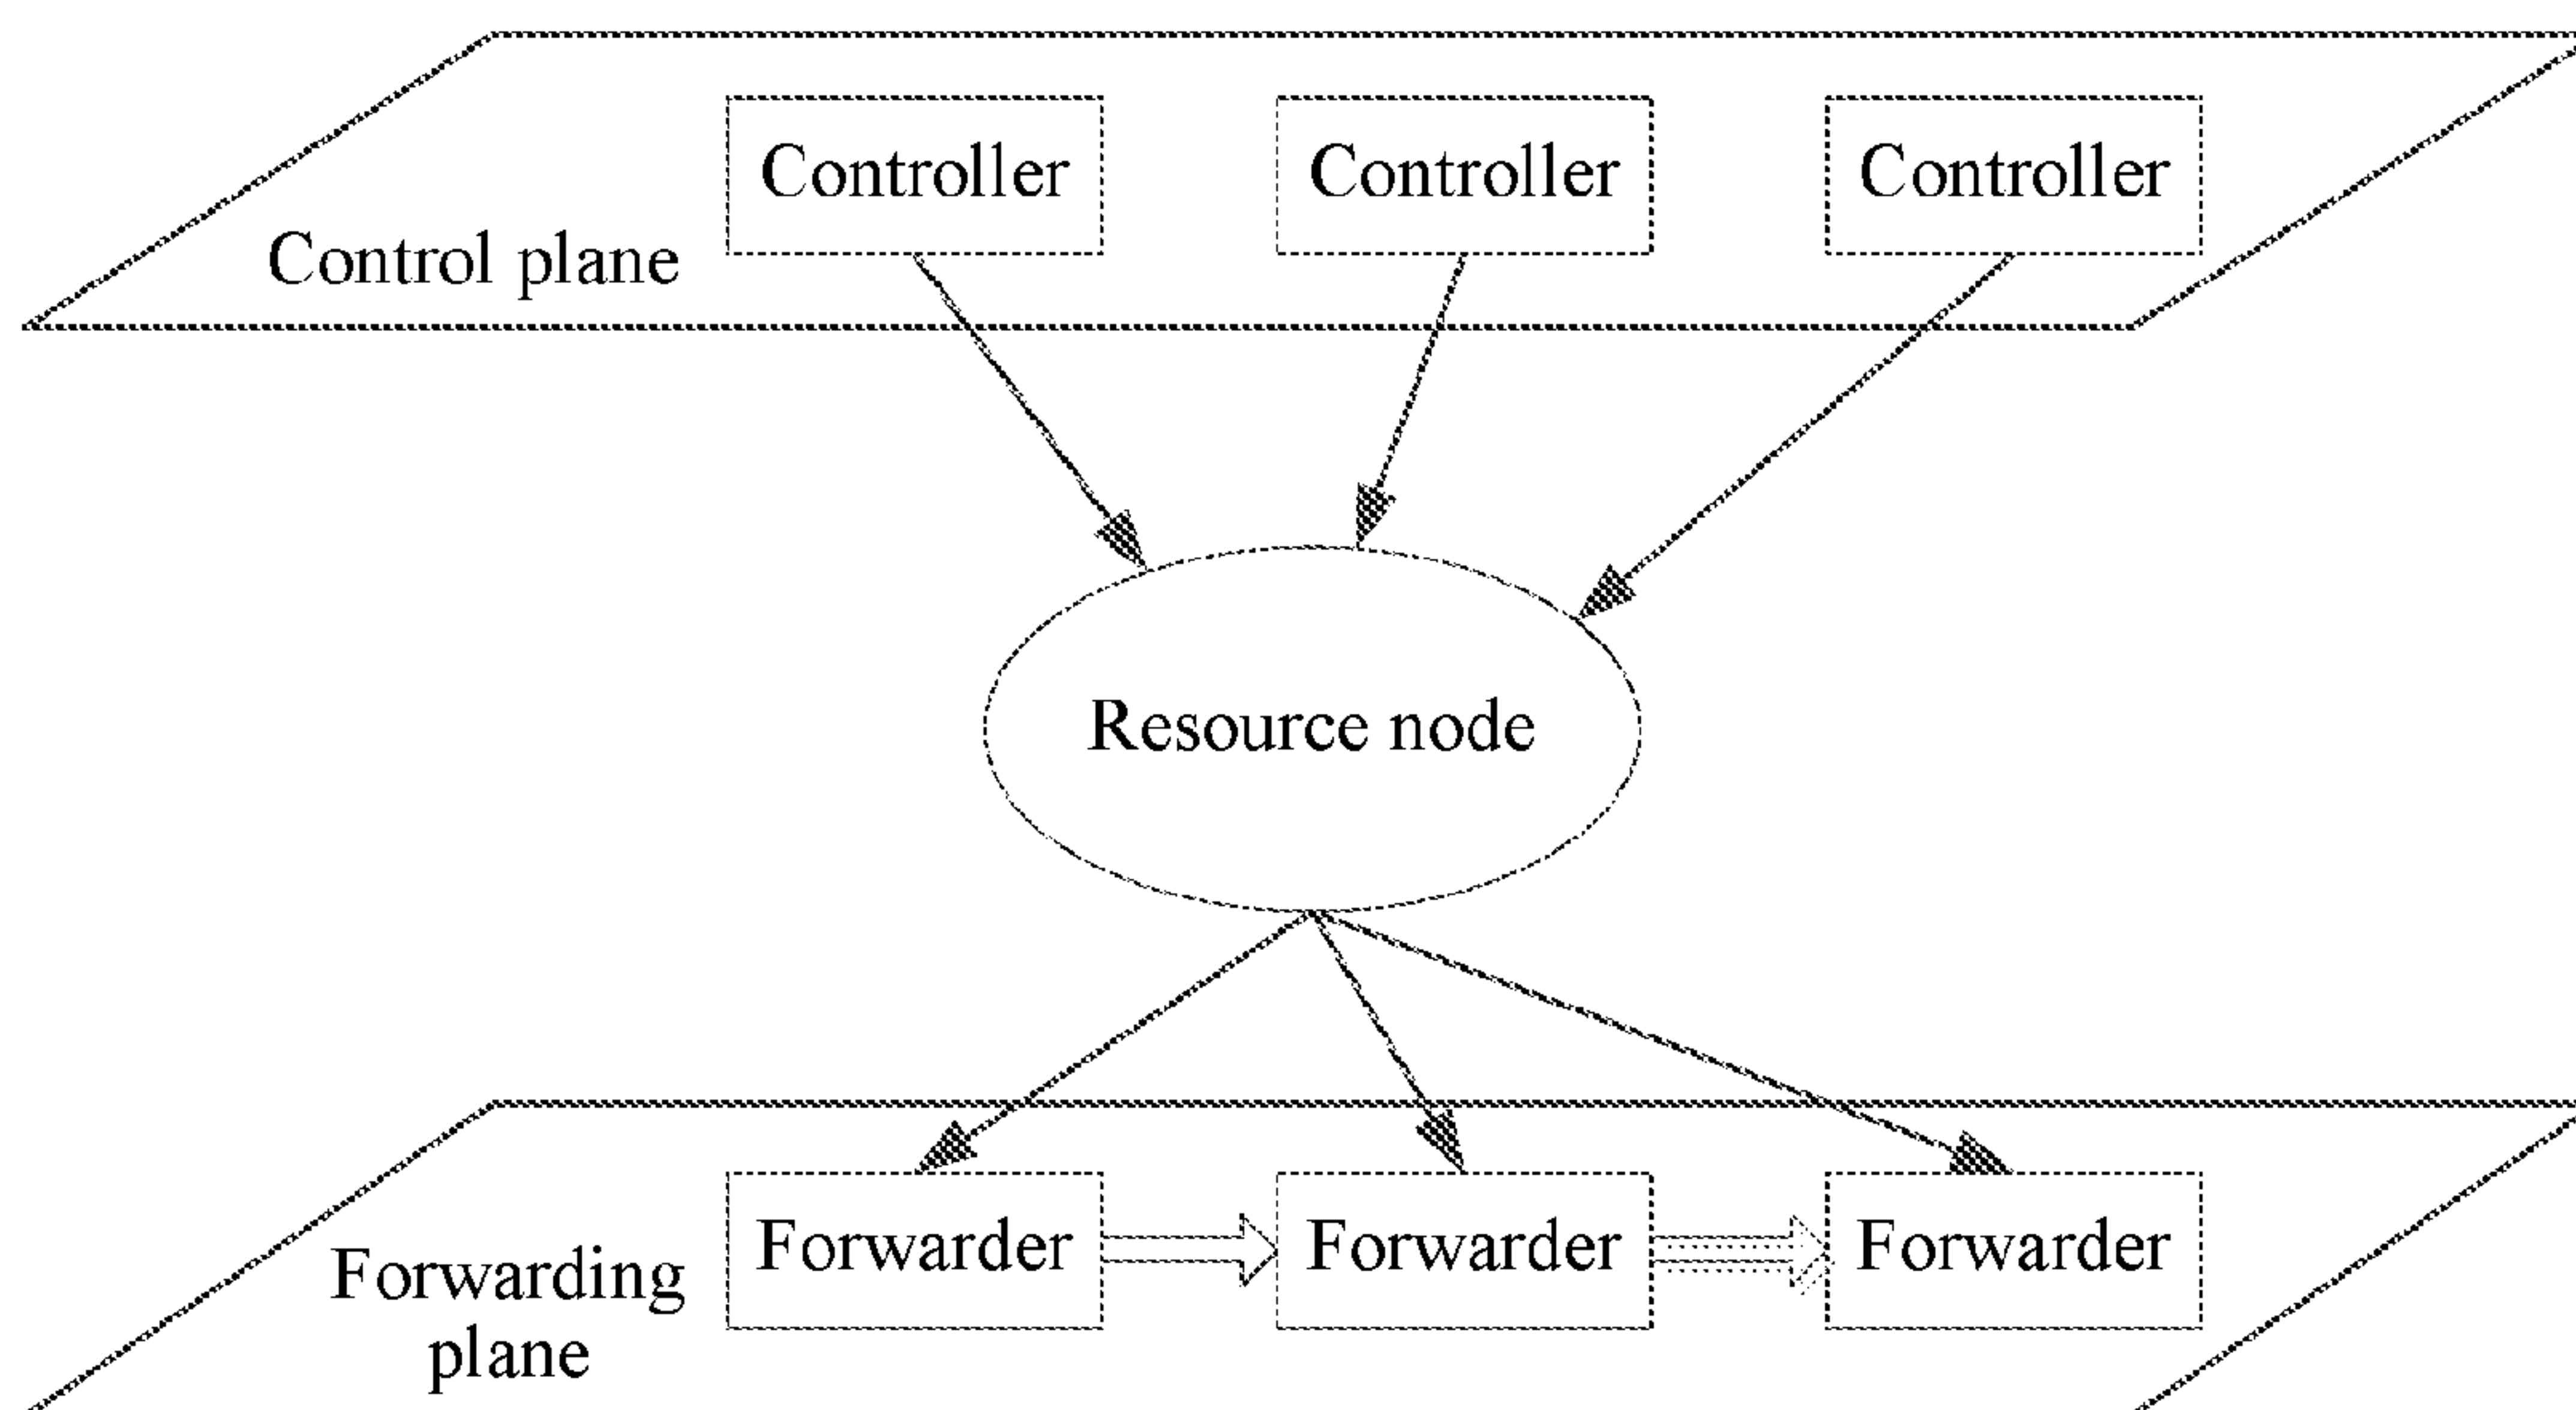 Controller
Controller
Controller
Control plane
Resource node
Forwarder
Forwarder
Forwarder
Forwarding
plane